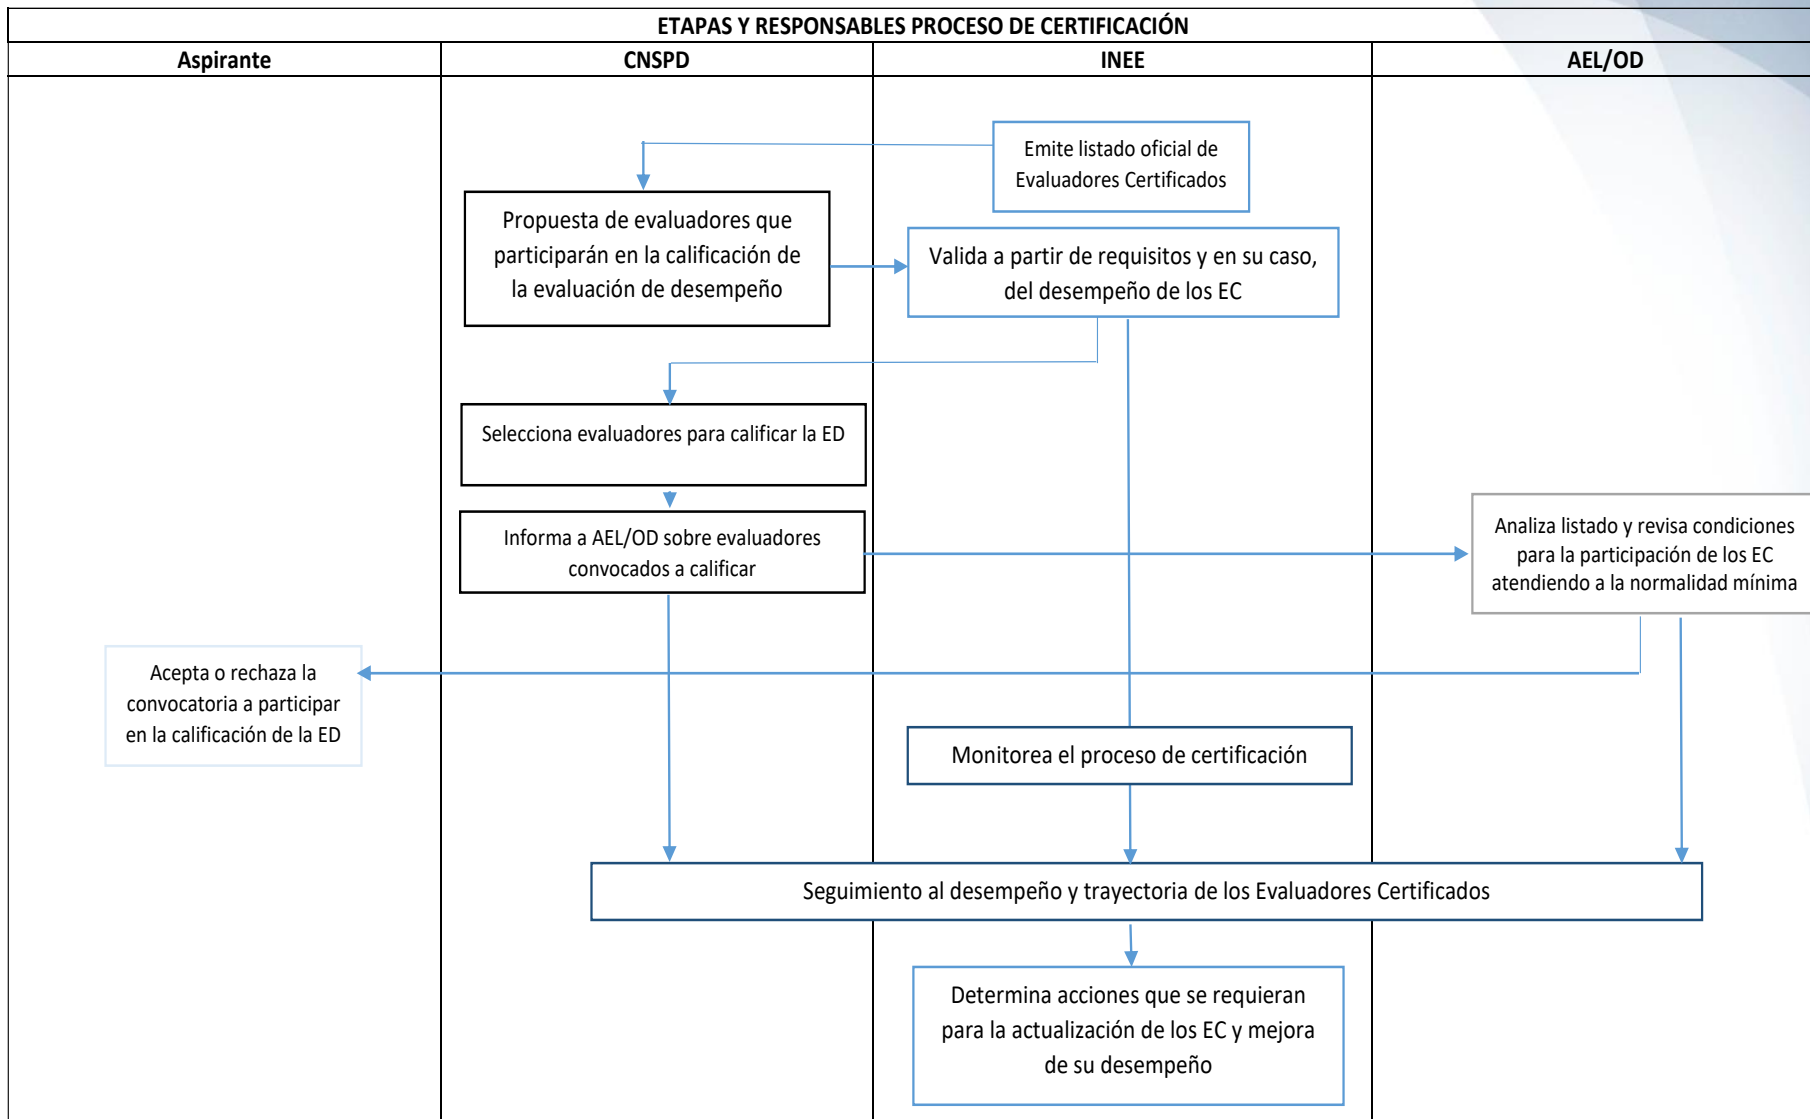 ETAPAS Y RESPONSABLES PROCESO DE CERTIFICACIÓN
Aspirante
CNSPD
INEE
AEL/OD
Emite listado oficial de
Evaluadores Certificados
Propuesta de evaluadores que
participarán en la calificación de
la evaluación de desempeño
Valida a partir de requisitos y en su caso,
del desempeño de los EC
Selecciona evaluadores para calificar la ED
Informa a AEL/OD sobre evaluadores
convocados a calificar
Analiza listado y revisa condiciones
para la participación de los EC
atendiendo a la normalidad mínima
Acepta o rechaza la
convocatoria a participar
en la calificación de la ED
Monitorea el proceso de certificación
Seguimiento al desempeño y trayectoria de los Evaluadores Certificados
Determina acciones que se requieran
para la actualización de los EC y mejora
de su desempeño